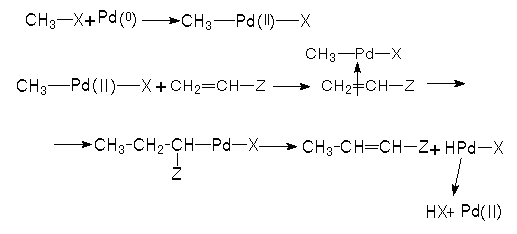 CH₃—X+Pd(0) → CH₃—Pd(II)—X
CH₃—Pd—X
CH₃—Pd(II)—X + CH₂=CH—Z → CH₂=CH—Z →
→ CH₃-CH₂-CH—Pd—X → CH₃-CH=CH—Z + HPd—X
Z
HX+ Pd(II)